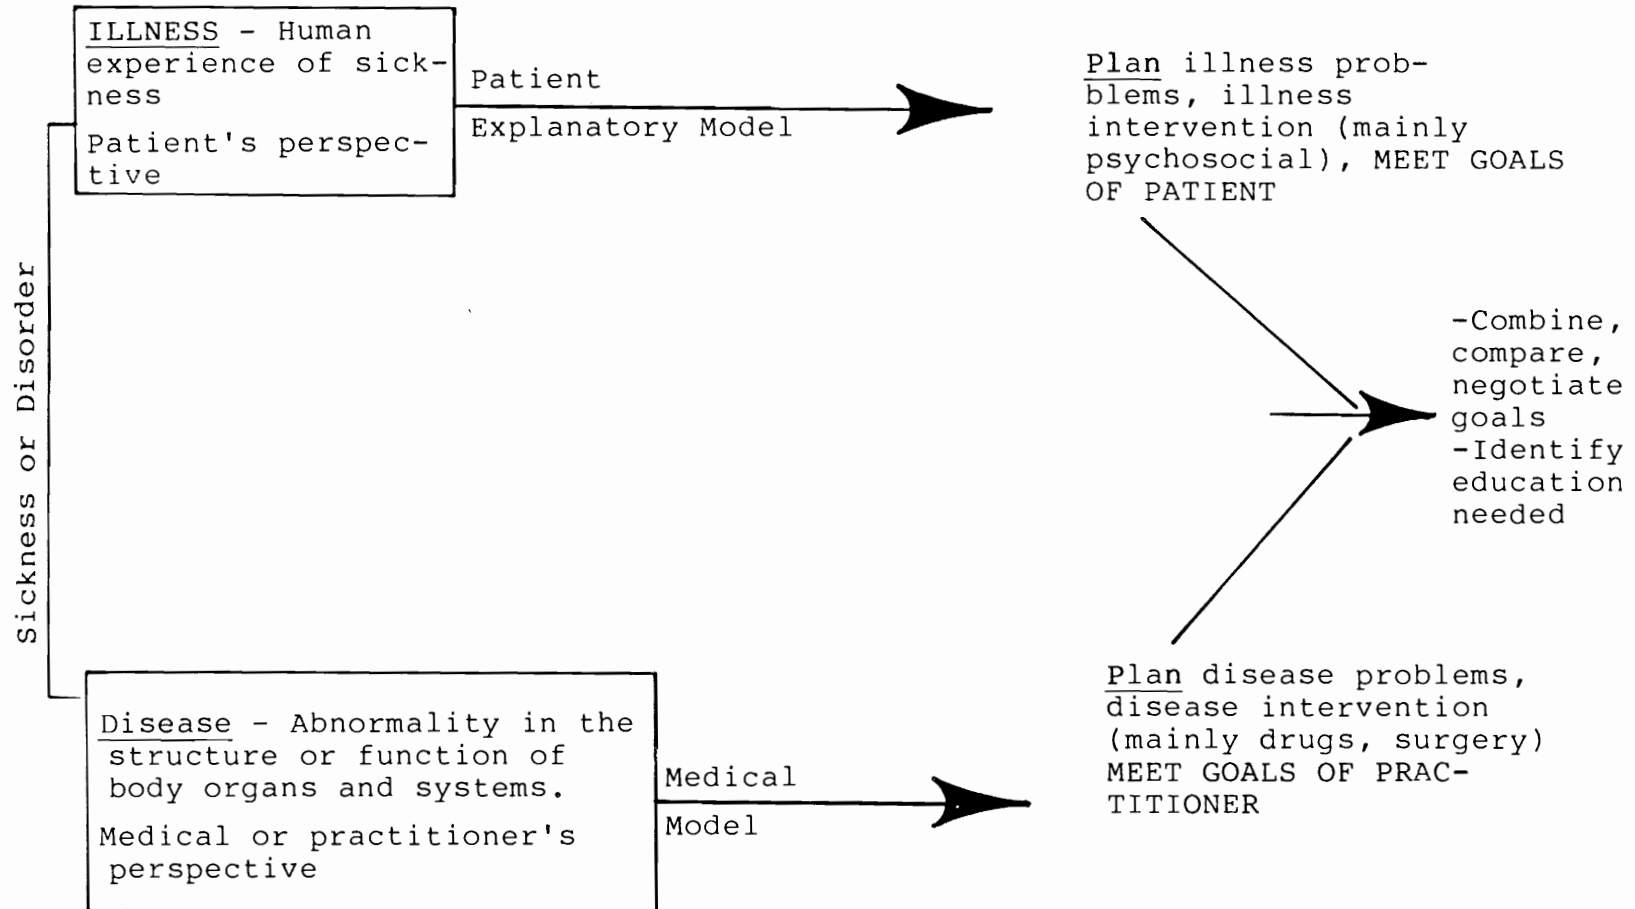 ILLNESS - Human
experience of sick-
ness
Patient's perspec-
tive
Patient
Explanatory Model
Plan illness prob-
blems, illness
intervention (mainly
psychosocial), MEET GOALS
OF PATIENT
Sickness or Disorder
-Combine,
compare,
negotiate
goals
-Identify
education
needed
Disease - Abnormality in the
structure or function of
body organs and systems.
Medical or practitioner's
perspective
Medical
Model
Plan disease problems,
disease intervention
(mainly drugs, surgery)
MEET GOALS OF PRAC-
TITIONER